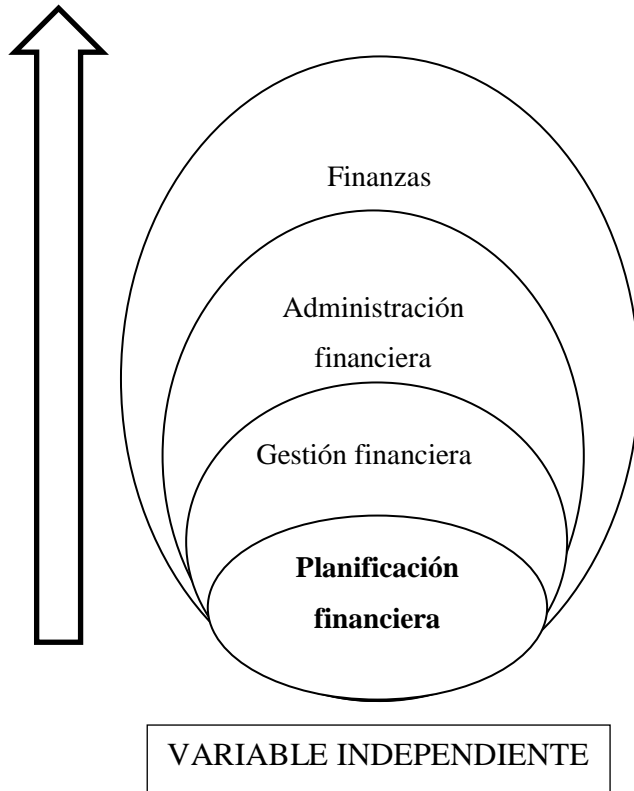 Finanzas
Administración
financiera
Gestión financiera
Planificación
financiera
VARIABLE INDEPENDIENTE